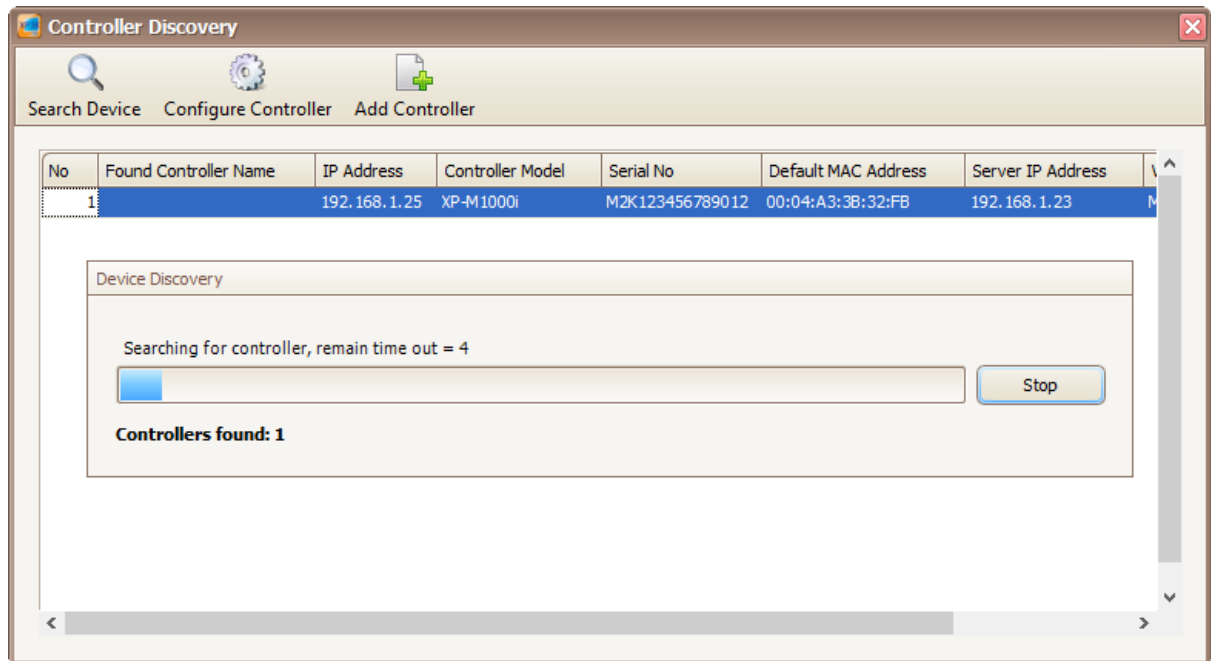 Controller Discovery
Search Device Configure Controller Add Controller
No Found Controller Name IP Address Controller Model Serial No Default MAC Address Server IP Address
1 192.168.1.25 XP-M1000i M2K123456789012 00:04:A3:3B:32:FB 192.168.1.23
Device Discovery
Searching for controller, remain time out = 4
Stop
Controllers found: 1